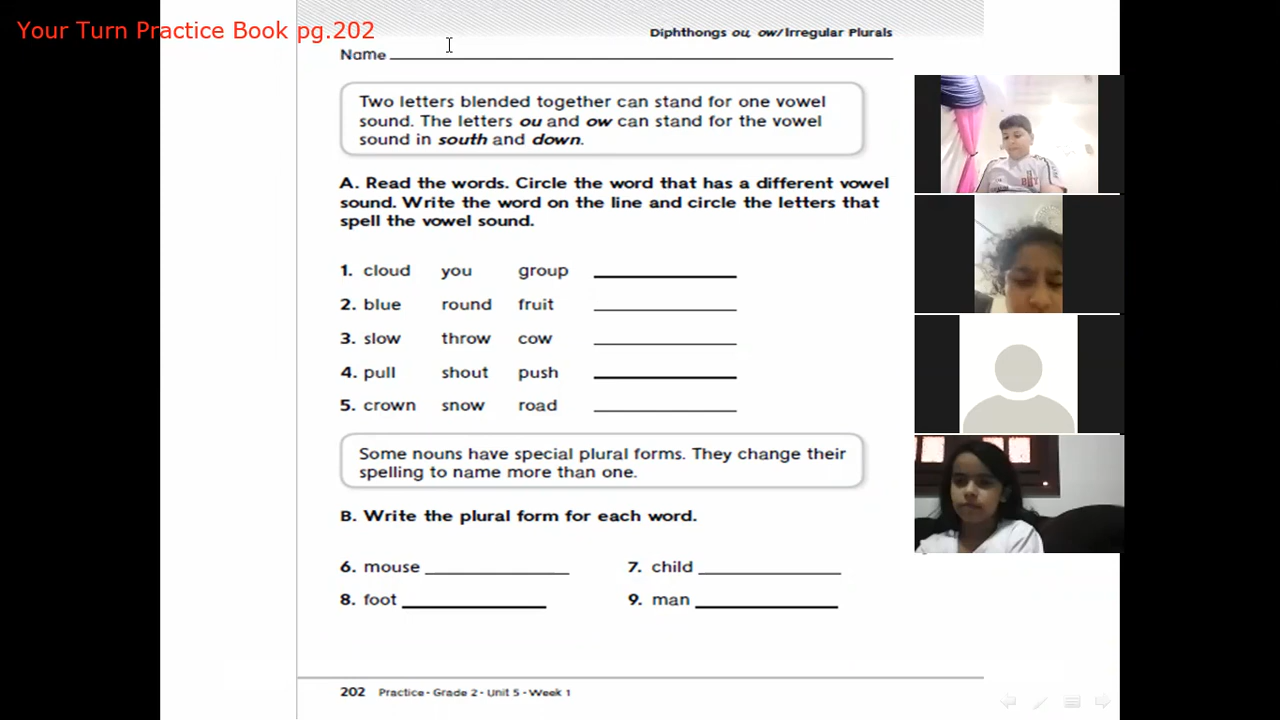 Your Turn Practice Book pg.202
Diphthongs ou, ow/Irregular Plurals
Name
Two letters blended together can stand for one vowel
sound. The letters ou and ow can stand for the vowel
sound in south and down.
A. Read the words. Circle the word that has a different vowel
sound. Write the word on the line and circle the letters that
spell the vowel sound.
1. cloud you group
2. blue round fruit
3. slow throw cow
4. pull shout push
5. crown snow road
Some nouns have special plural forms. They change their
spelling to name more than one.
B. Write the plural form for each word.
6. mouse 7. child
8. foot 9. man
202 Practice • Grade 2 • Unit 5 • Week 1